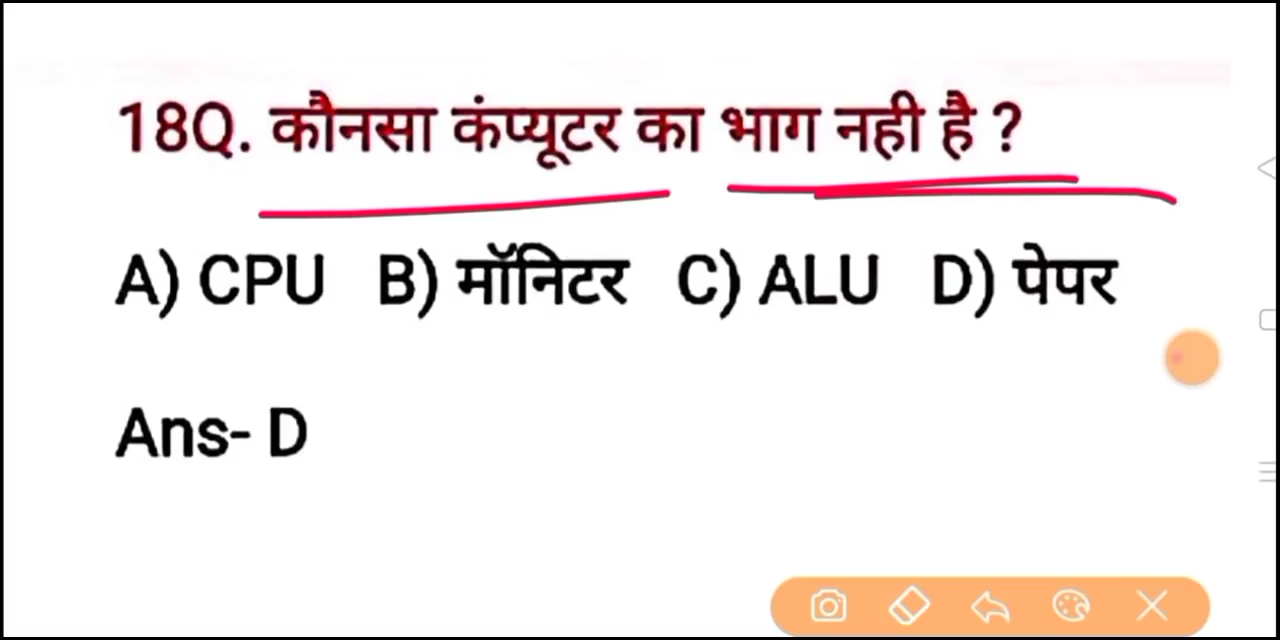 18Q. कौनसा कंप्यूटर का भाग नही है ?
A) CPU B) मॉनिटर C) ALU D) पेपर
Ans- D